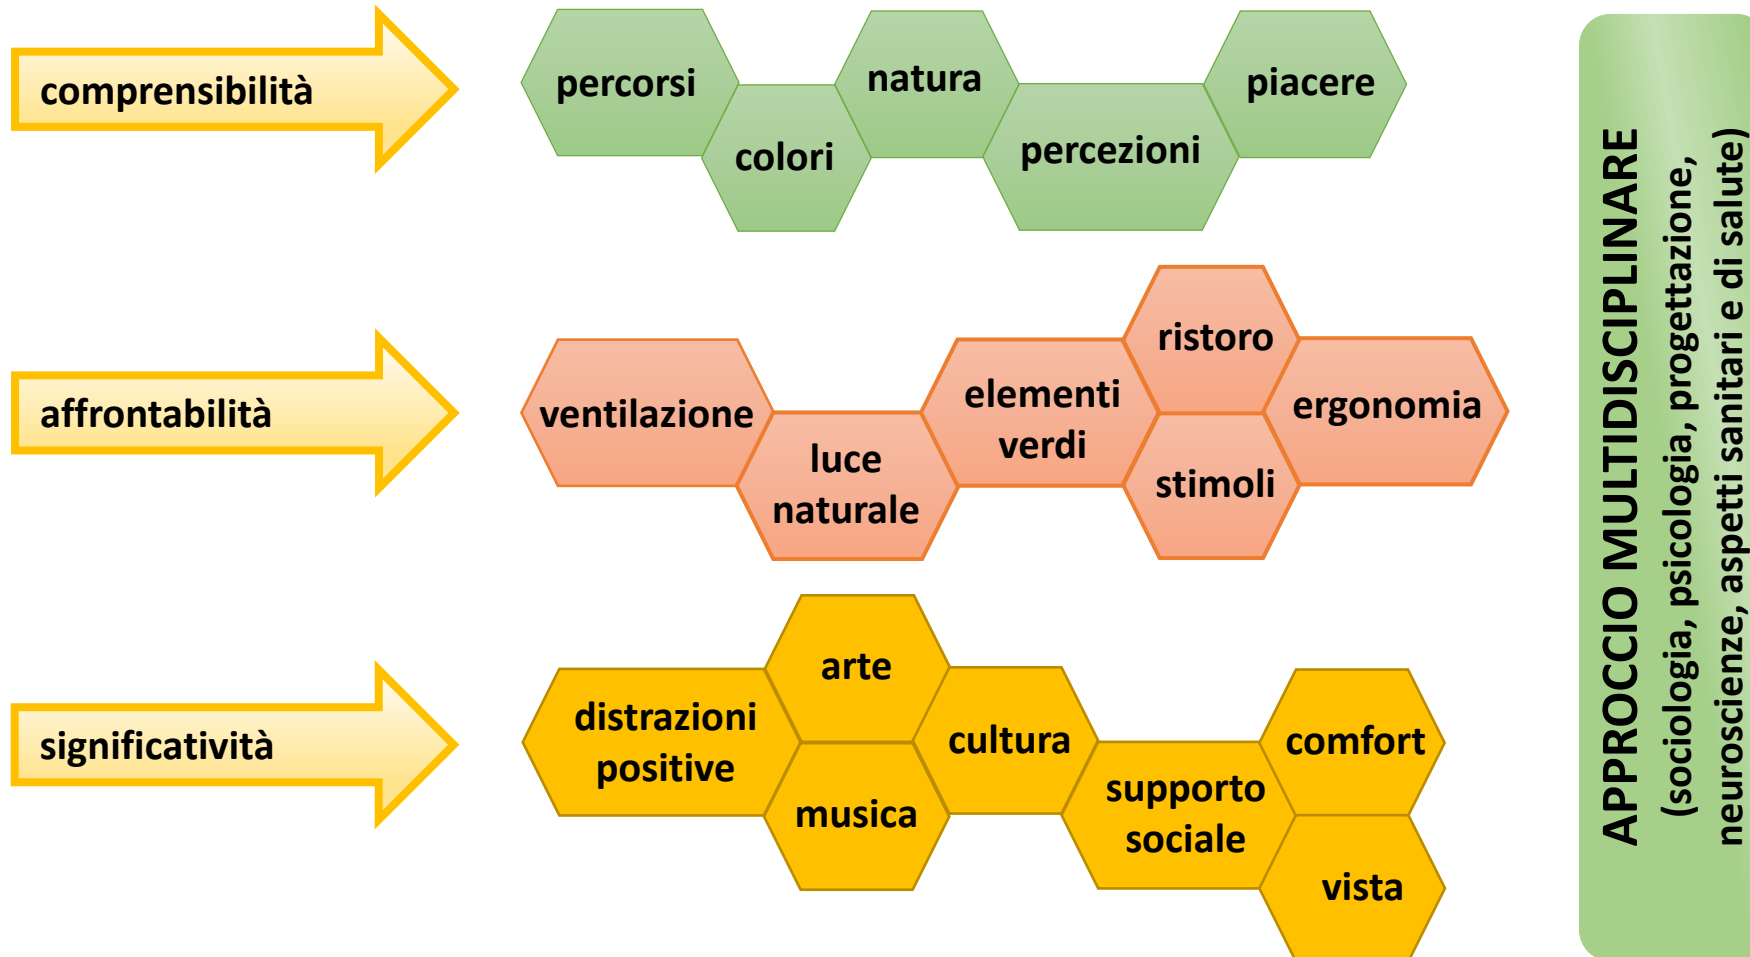 comprensibilità
percorsi
colori
natura
percezioni
piacere
affrontabilità
ventilazione
luce
naturale
elementi
verdi
ristoro
stimoli
ergonomia
significatività
distrazioni
positive
arte
musica
cultura
supporto
sociale
comfort
vista
APPROCCIO MULTIDISCIPLINARE
(sociologia, psicologia, progettazione,
neuroscienze, aspetti sanitari e di salute)